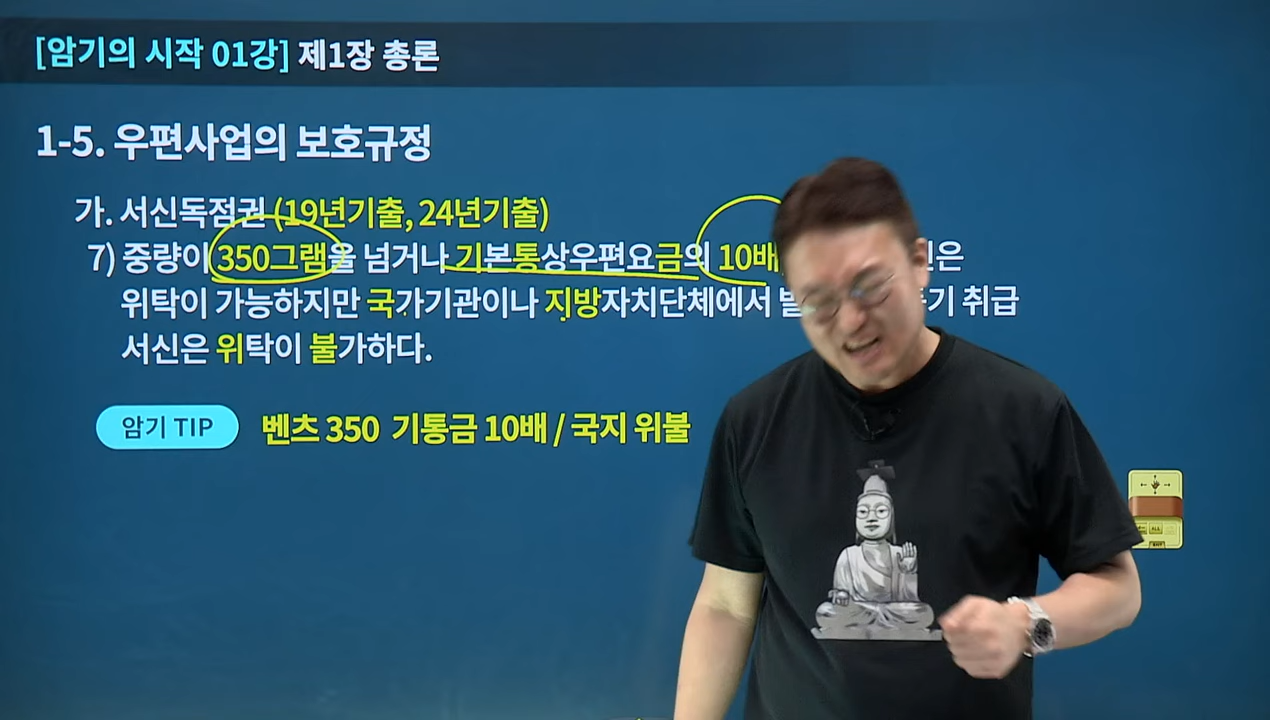 [암기의 시작 01강] 제1장 총론
1-5. 우편사업의 보호규정
가. 서신독점권 (19년기출, 24년기출)
7) 중량이 350그램을 넘거나 기본통상우편요금의 10배
위탁이 가능하지만 국가기관이나 지방자치단체에서 취급
서신은 위탁이 불가하다.
암기 TIP
벤츠 350 기통금 10배 / 국지 위불
ALL